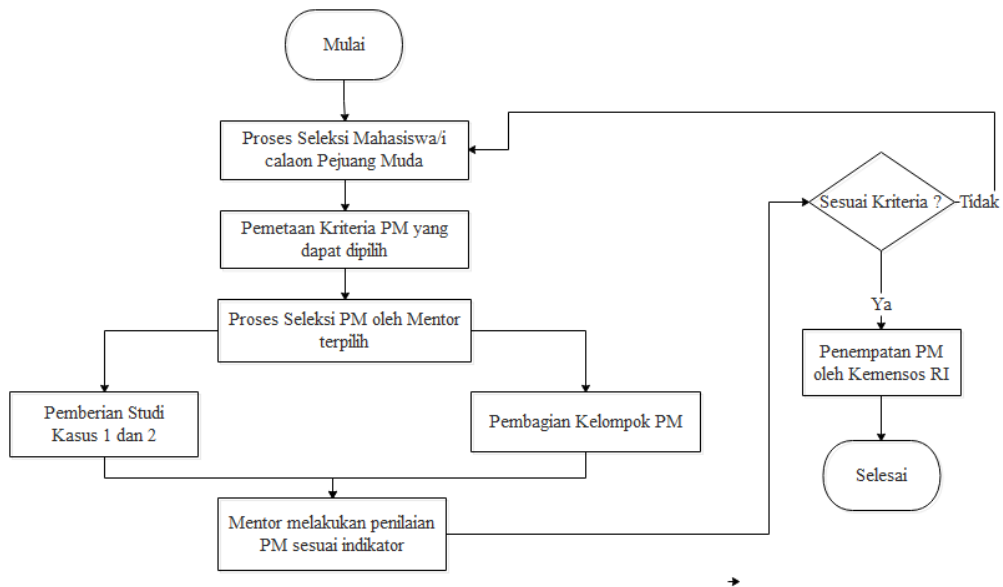 Mulai
Proses Seleksi Mahasiswa/i
calaon Pejuang Muda
Pemetaan Kriteria PM yang
dapat dipilih
Proses Seleksi PM oleh Mentor
terpilih
Pemberian Studi
Kasus 1 dan 2
Pembagian Kelompok PM
Mentor melakukan penilaian
PM sesuai indikator
Sesuai Kriteria ?
Tidak
Ya
Penempatan PM
oleh Kemensos RI
Selesai